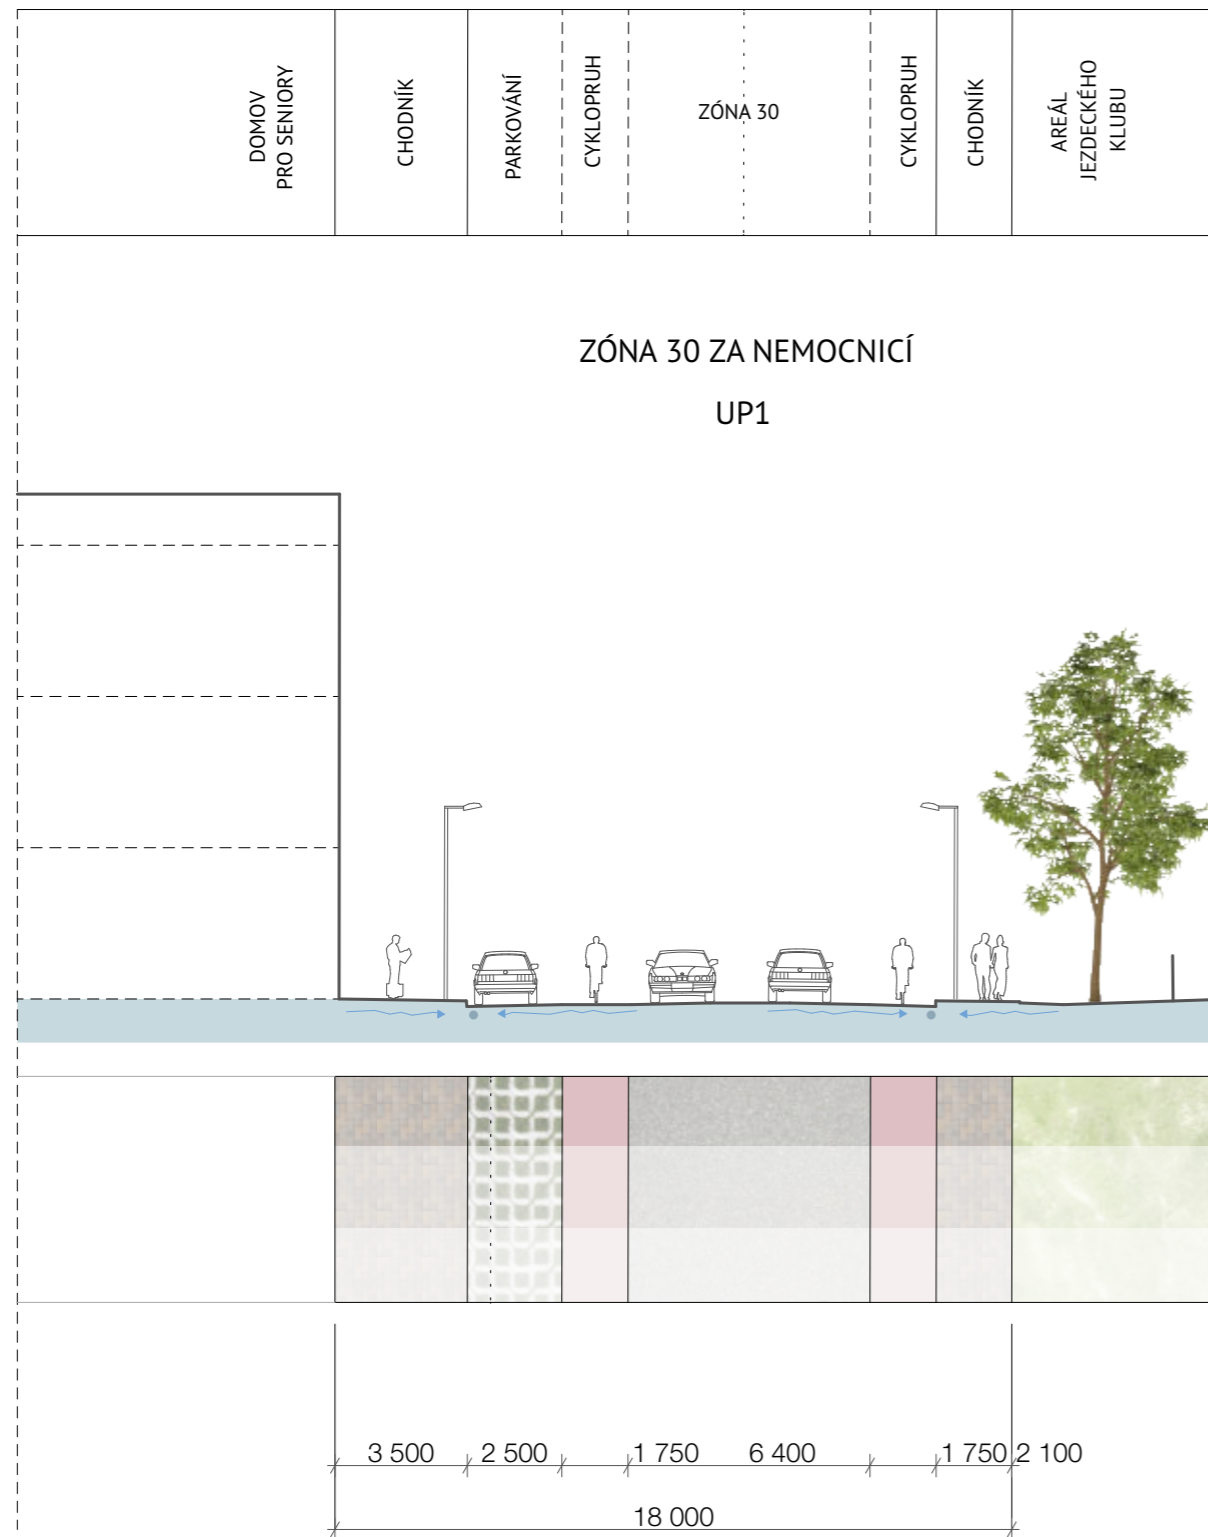 DOMOV
PRO SENIORY
CHODNÍK
PARKOVÁNÍ
CYKLOPRUH
ZÓNA 30
CYKLOPRUH
CHODNÍK
AREÁL
JEZDECKÉHO
KLUBU
ZÓNA 30 ZA NEMOCNICÍ
UP1
3 500 2 500 1 750 6 400 1 750 2 100
18 000